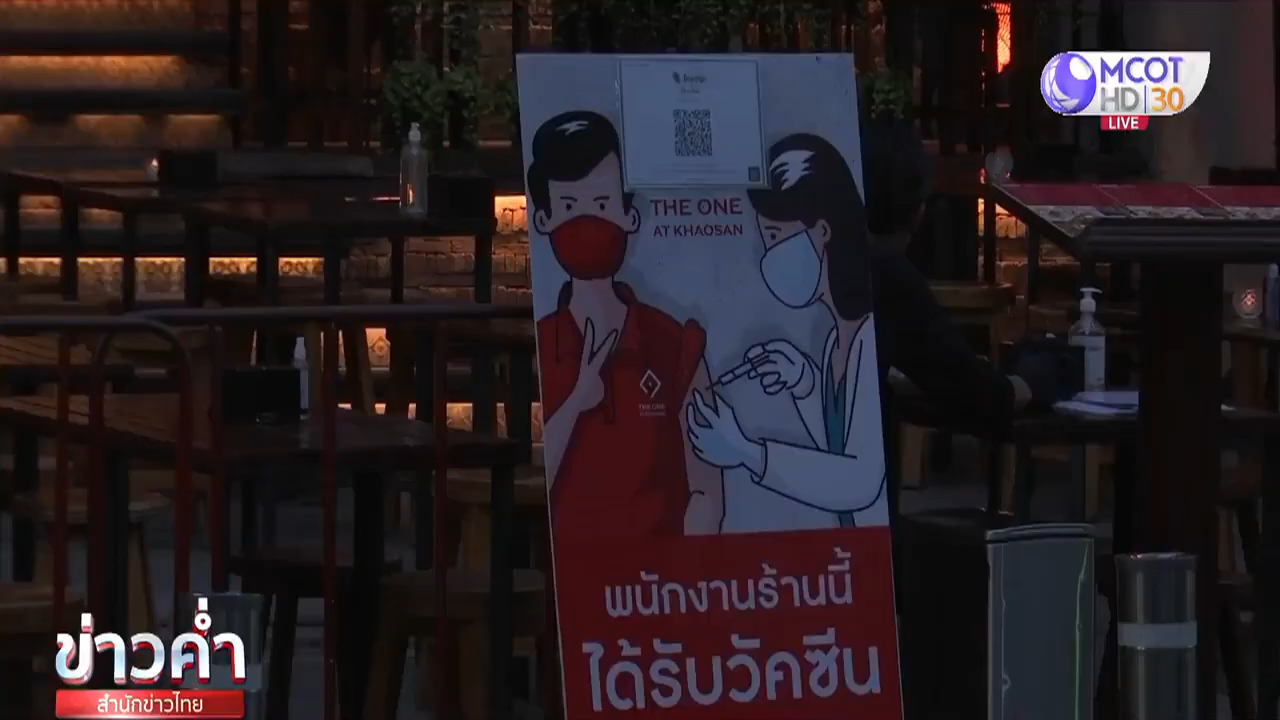 MCOT
HD 30
LIVE
THE ONE
AT KHAOSAN
THE ONE
พนักงานร้านนี้
ได้รับวัคซีน
ข่าวค่ำ
สำนักข่าวไทย